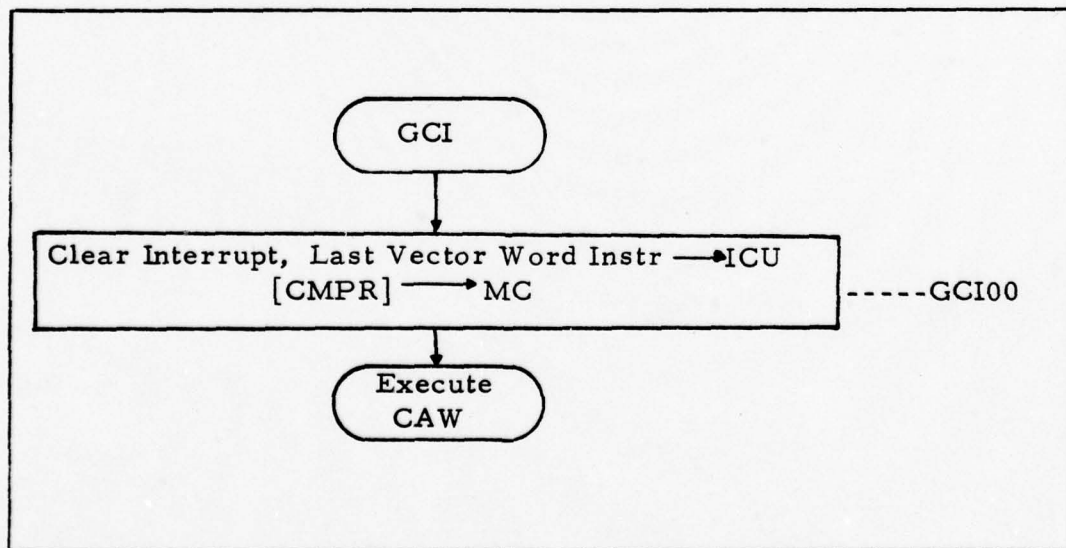 GCI
Clear Interrupt, Last Vector Word Instr → ICU
[CMPR] → MC
-----GCI00
Execute
CAW